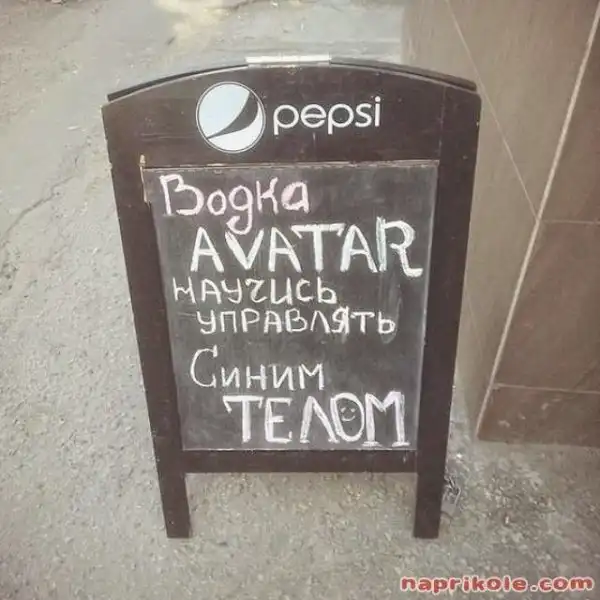 pepsi
Водка
AVATAR
научись
управлять
Синим
ТЕЛОМ
naprikole.com